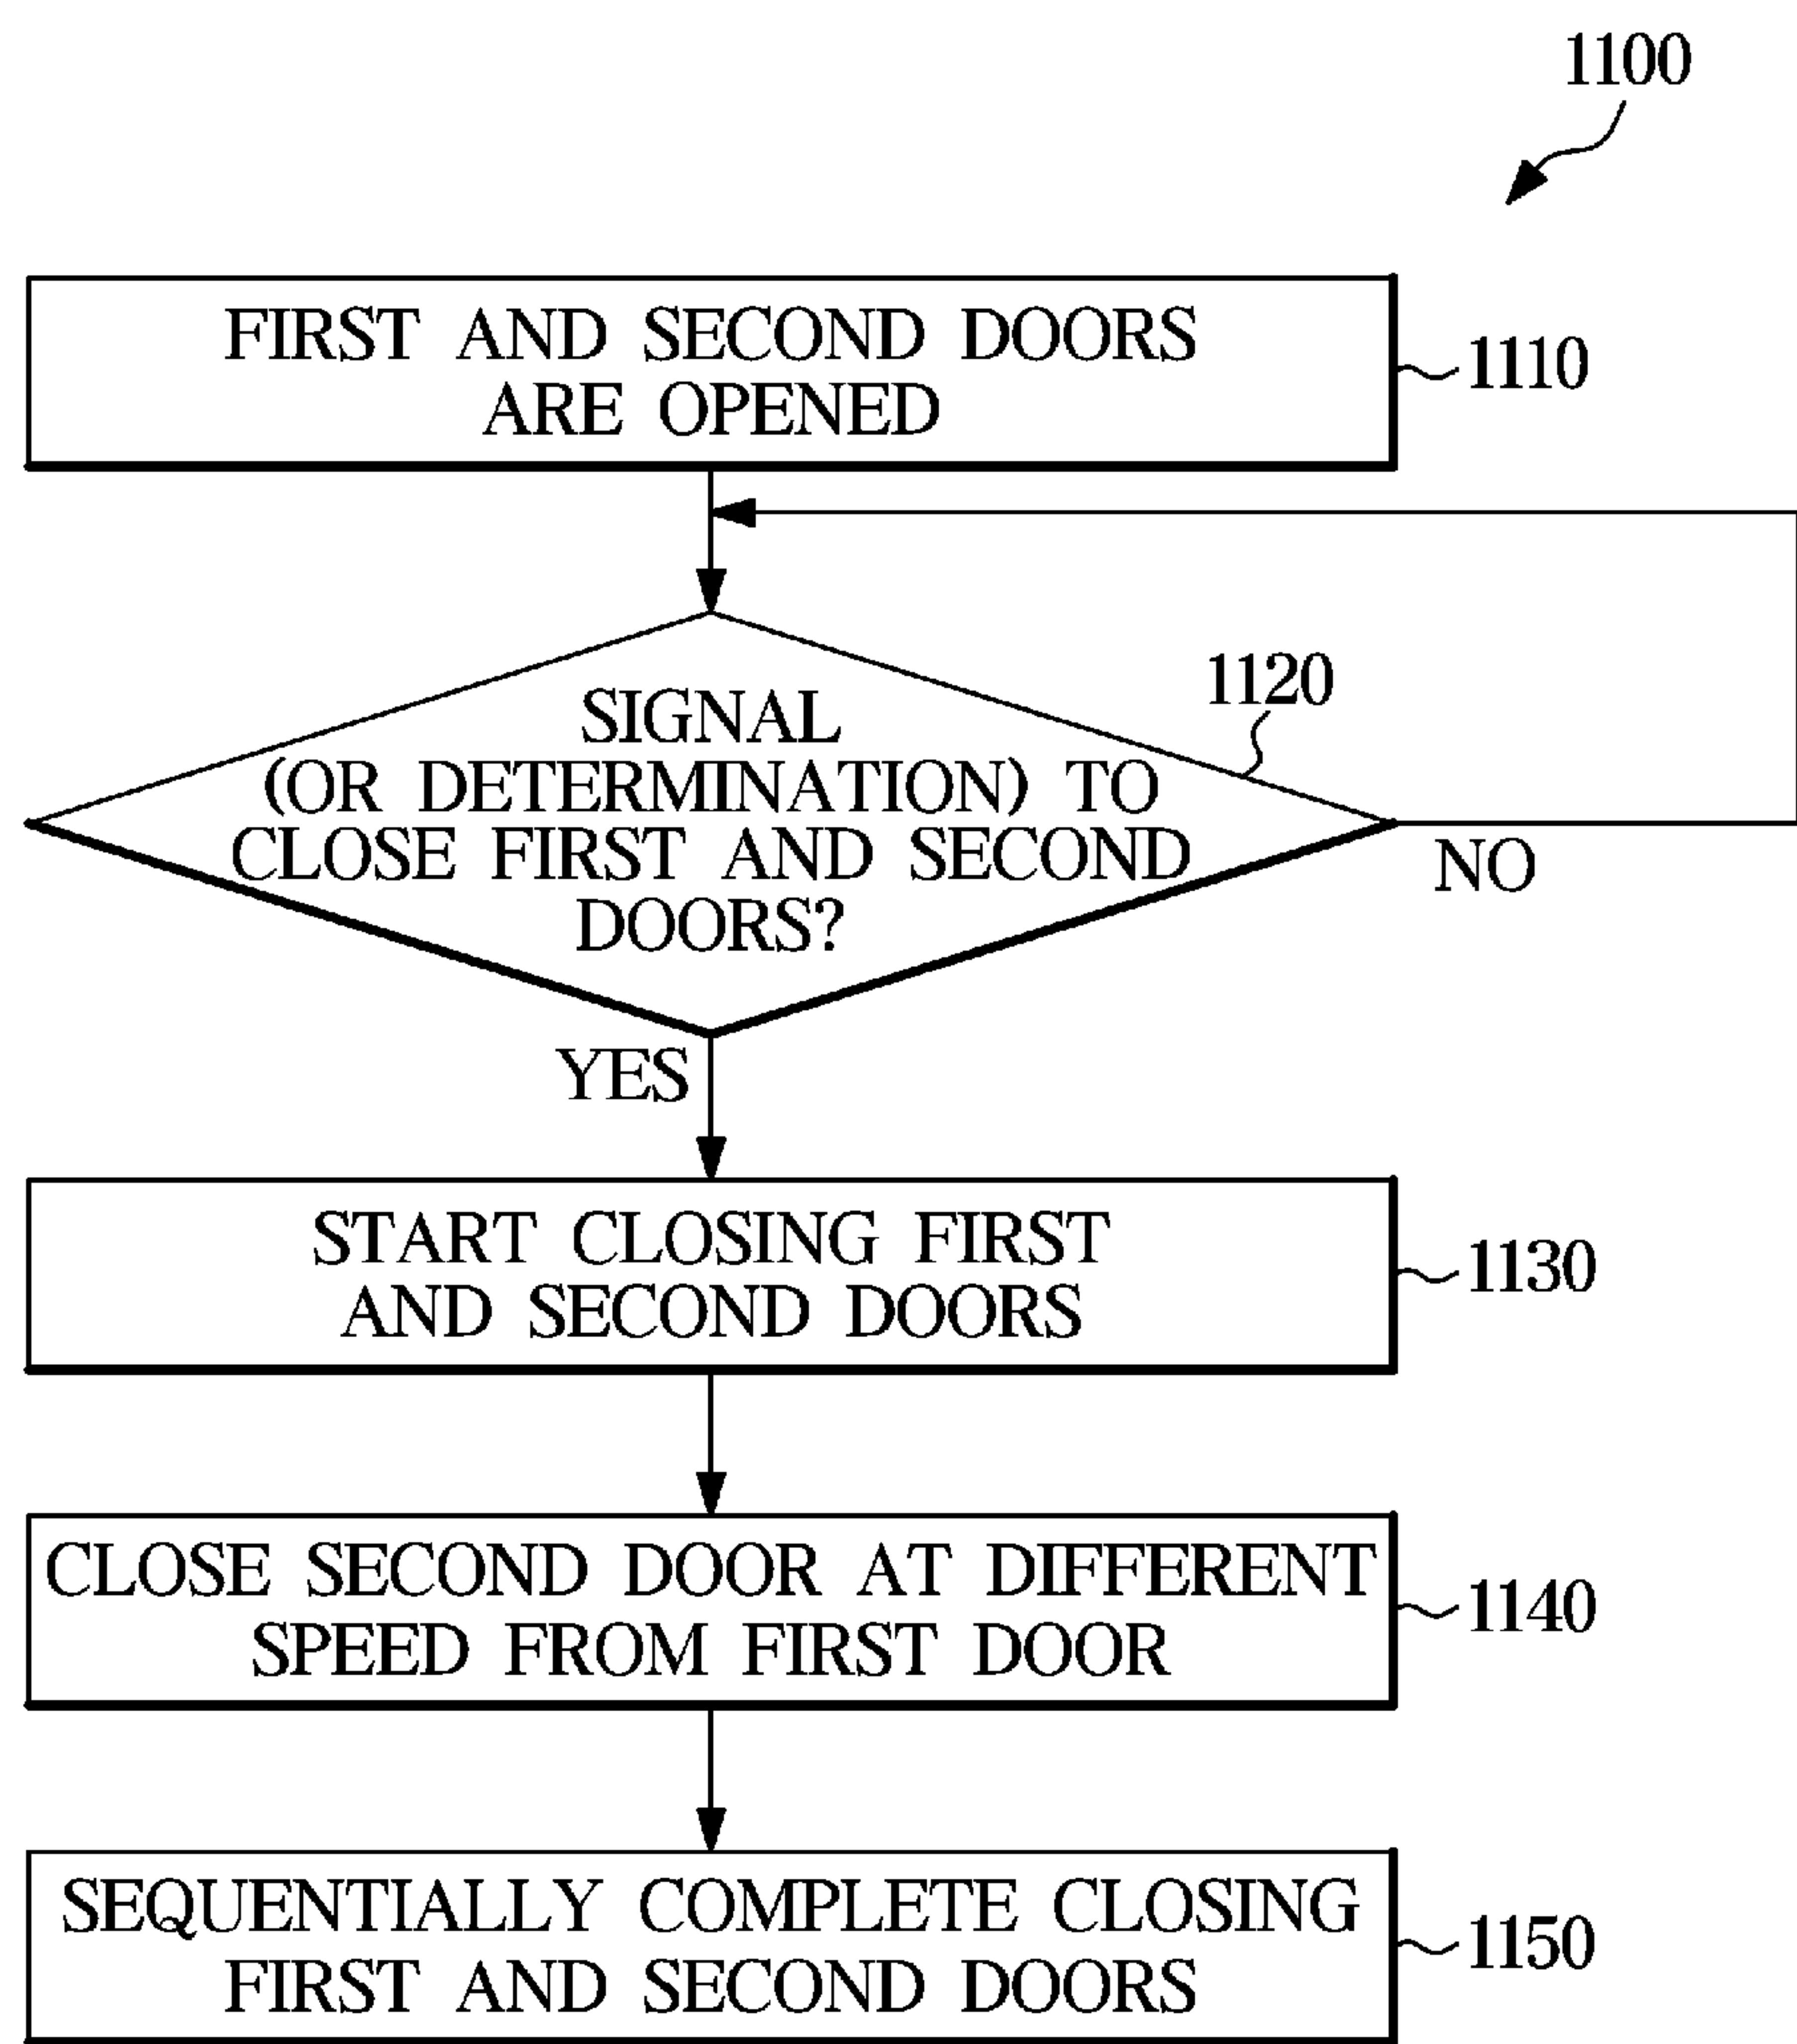 1100
FIRST AND SECOND DOORS
ARE OPENED
1110
1120
SIGNAL
(OR DETERMINATION) TO
CLOSE FIRST AND SECOND
DOORS?
NO
YES
START CLOSING FIRST
AND SECOND DOORS
1130
CLOSE SECOND DOOR AT DIFFERENT
SPEED FROM FIRST DOOR
1140
SEQUENTIALLY COMPLETE CLOSING
FIRST AND SECOND DOORS
1150